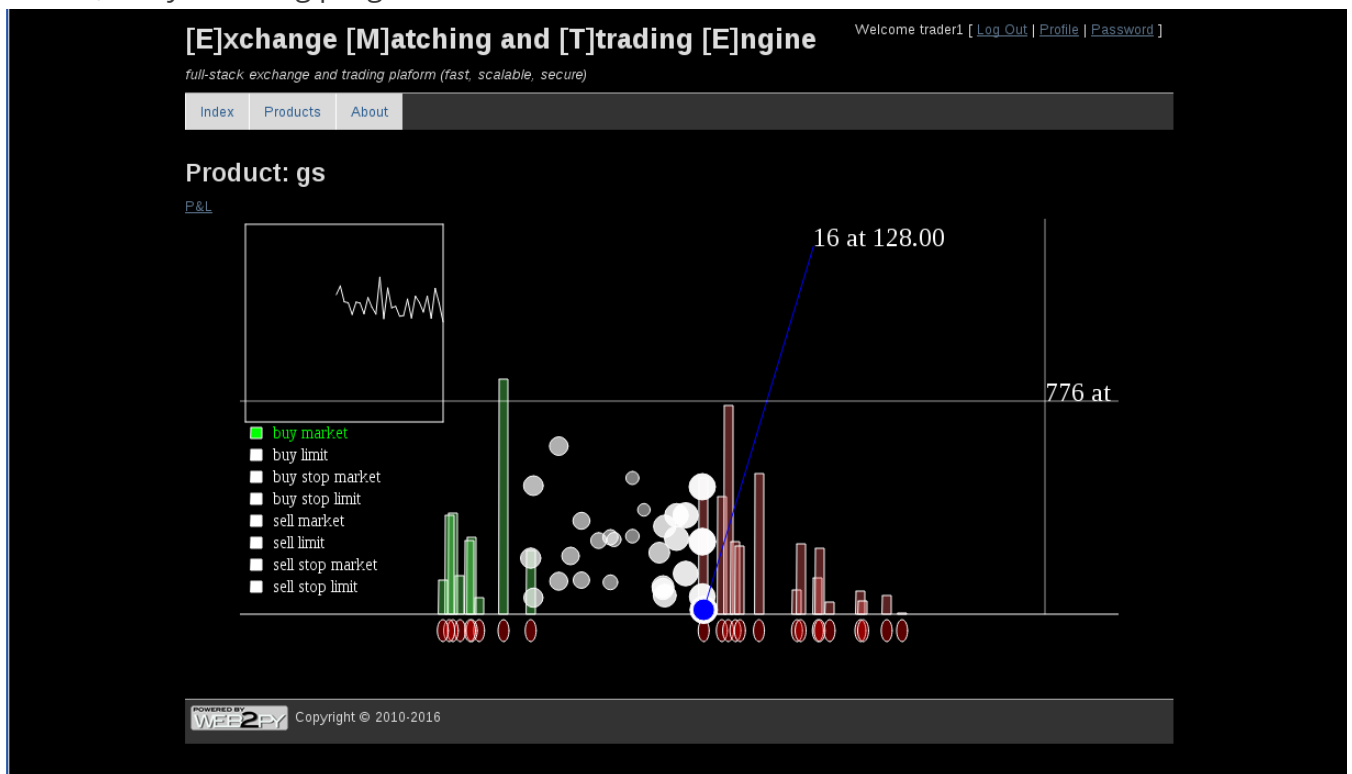 [E]xchange [M]atching and [T]trading [E]ngine
Welcome trader1 [ Log Out | Profile | Password ]
full-stack exchange and trading plaform (fast, scalable, secure)
Index Products About
Product: gs
P&L
16 at 128.00
776 at
buy market
buy limit
buy stop market
buy stop limit
sell market
sell limit
sell stop market
sell stop limit
POWERED BY
WEB2PY
Copyright © 2010-2016